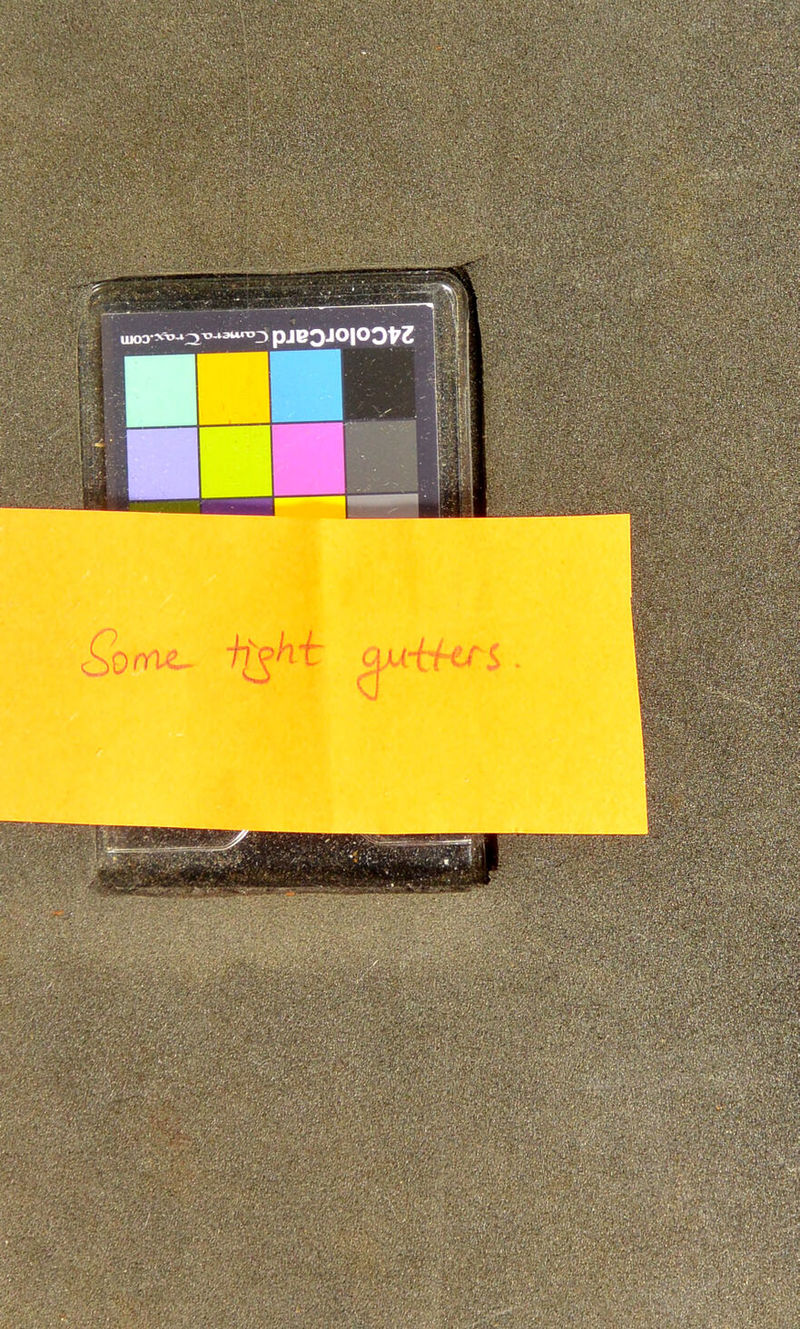 24ColorCard CameraTrax.com
Some tight gutters.